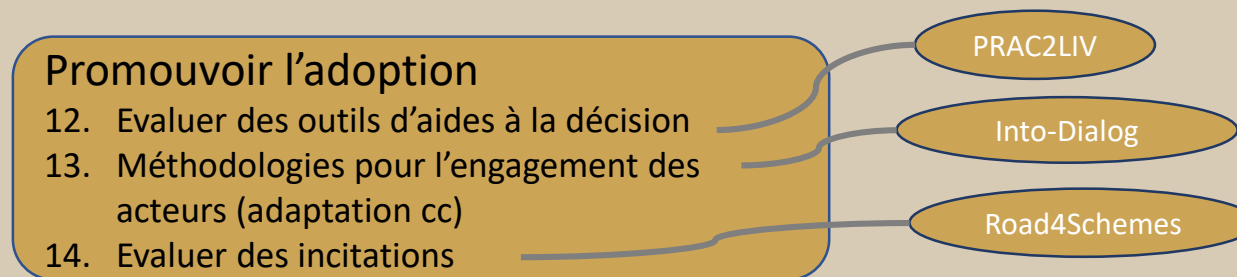 Promouvoir l’adoption
12. Evaluer des outils d’aides à la décision
13. Méthodologies pour l’engagement des
acteurs (adaptation cc)
14. Evaluer des incitations
PRAC2LIV
Into-Dialog
Road4Schemes